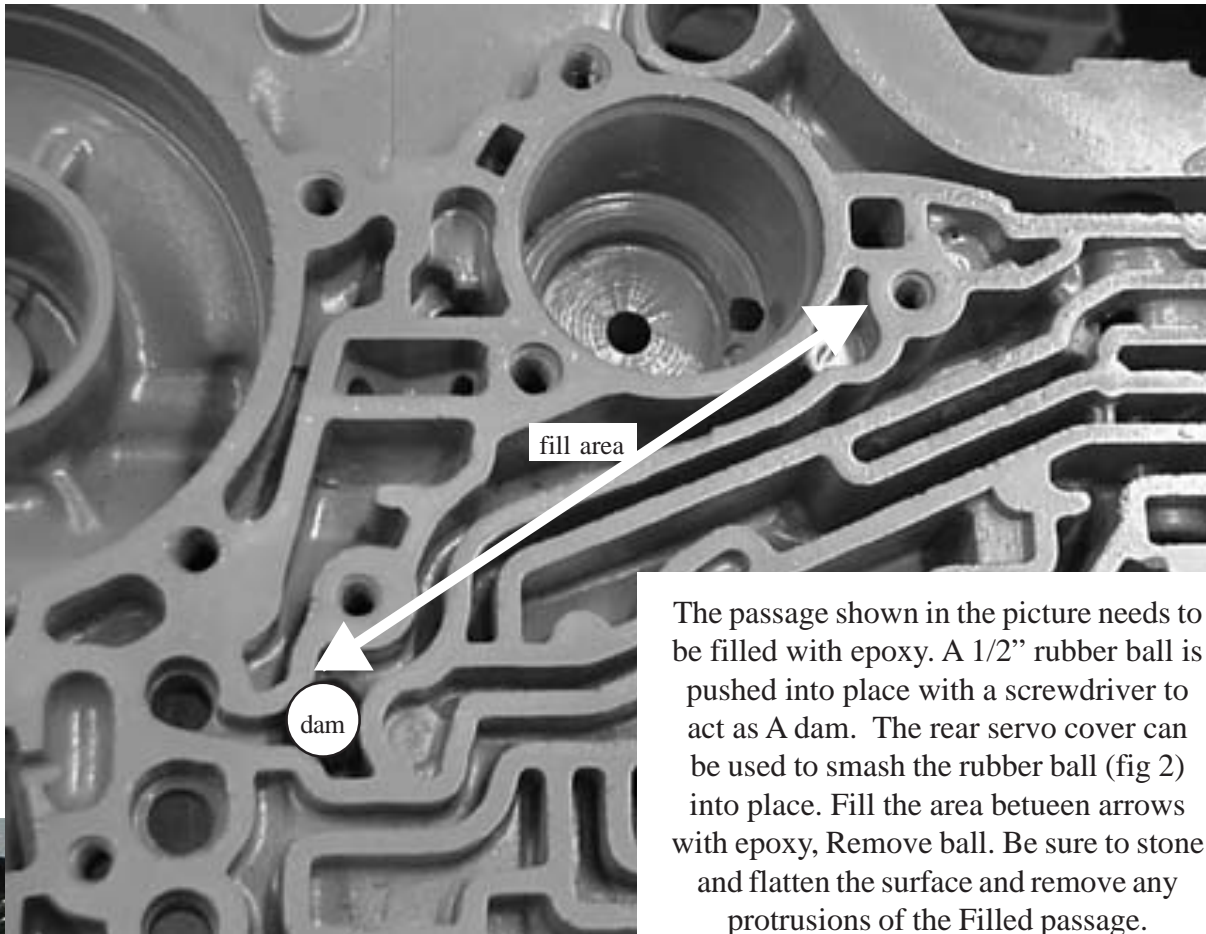 fill area
dam
The passage shown in the picture needs to
be filled with epoxy. A 1/2” rubber ball is
pushed into place with a screwdriver to
act as A dam. The rear servo cover can
be used to smash the rubber ball (fig 2)
into place. Fill the area betueen arrows
with epoxy, Remove ball. Be sure to stone
and flatten the surface and remove any
protrusions of the Filled passage.